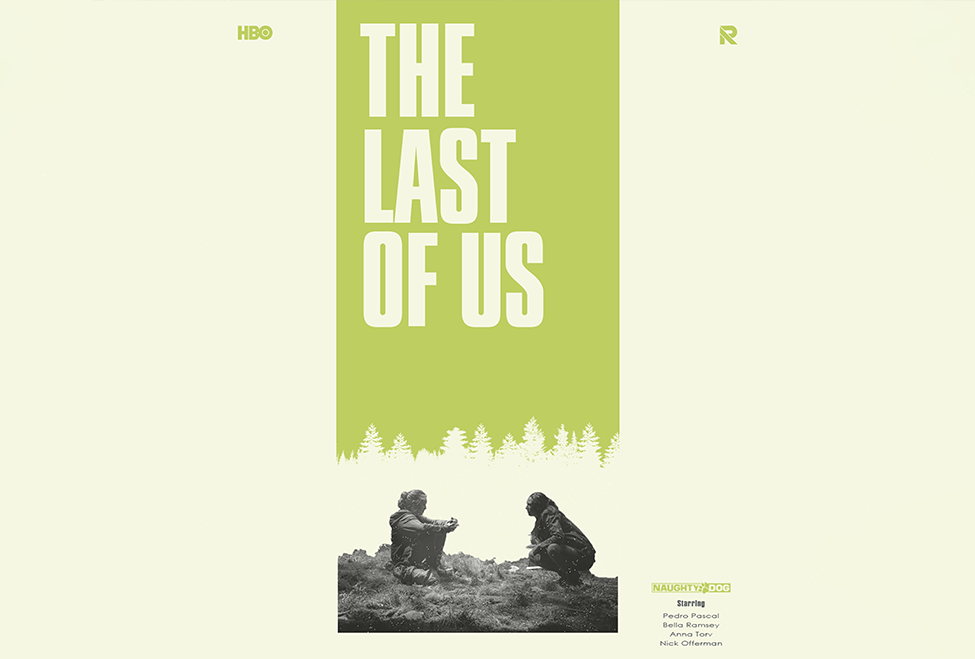 HBO
R
THE
LAST
OF US
NAUGHTY DOG
Starring
Pedro Pascal
Bella Ramsey
Anna Torv
Nick Offerman